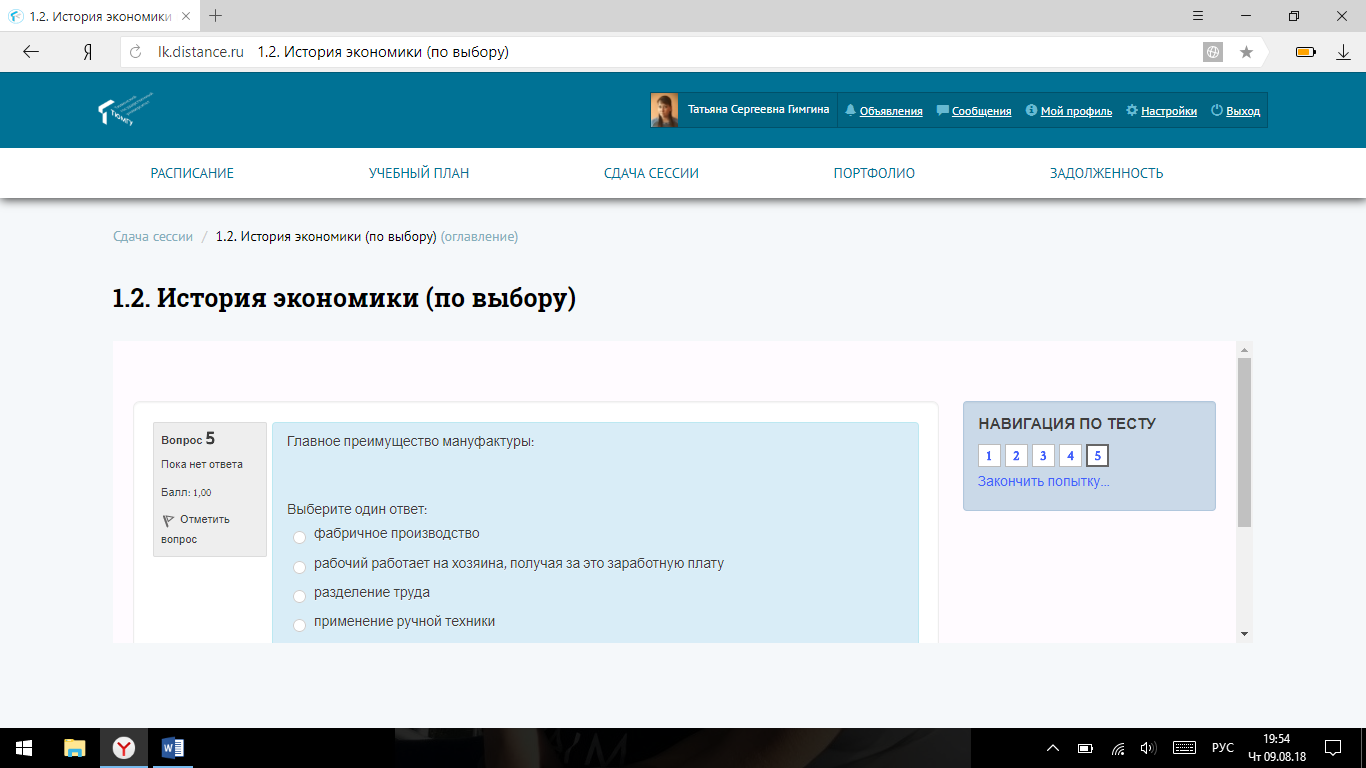 1.2. История экономики
Я
lk.distance.ru 1.2. История экономики (по выбору)
ТюмГУ
Татьяна Сергеевна Гимгина
Объявления
Сообщения
Мой профиль
Настройки
Выход
РАСПИСАНИЕ
УЧЕБНЫЙ ПЛАН
СДАЧА СЕССИИ
ПОРТФОЛИО
ЗАДОЛЖЕННОСТЬ
Сдача сессии / 1.2. История экономики (по выбору) (оглавление)
1.2. История экономики (по выбору)
Вопрос 5
Пока нет ответа
Балл: 1,00
Отметить
вопрос
Главное преимущество мануфактуры:
Выберите один ответ:
фабричное производство
рабочий работает на хозяина, получая за это заработную плату
разделение труда
применение ручной техники
НАВИГАЦИЯ ПО ТЕСТУ
1 2 3 4 5
Закончить попытку...
РУС
19:54
Чт 09.08.18